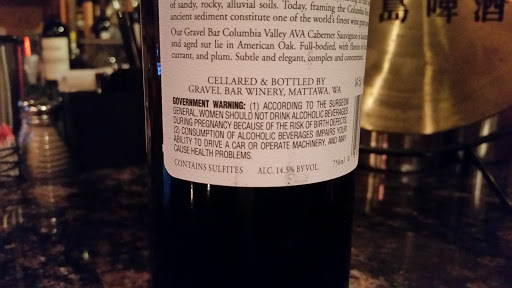 of sandy, rocky, alluvial soils. Today, framing the Columbia
ancient sediment constitute one of the world's finest wine
Our Gravel Bar Columbia Valley AVA Cabernet Sauvignon is
and aged sur lie in American Oak. Full-bodied, with flavors of
currant, and plum. Subtle and elegant, complex and
CELLARED & BOTTLED BY
GRAVEL BAR WINERY, MATTAWA, WA
GOVERNMENT WARNING: (1) ACCORDING TO THE SURGEON
GENERAL, WOMEN SHOULD NOT DRINK ALCOHOLIC BEVERAGES
DURING PREGNANCY BECAUSE OF THE RISK OF BIRTH DEFECTS.
(2) CONSUMPTION OF ALCOHOLIC BEVERAGES IMPAIRS YOUR
ABILITY TO DRIVE A CAR OR OPERATE MACHINERY, AND MAY
CAUSE HEALTH PROBLEMS.
CONTAINS SULFITES ALC. 14.5% BY VOL. 750ml
島啤酒